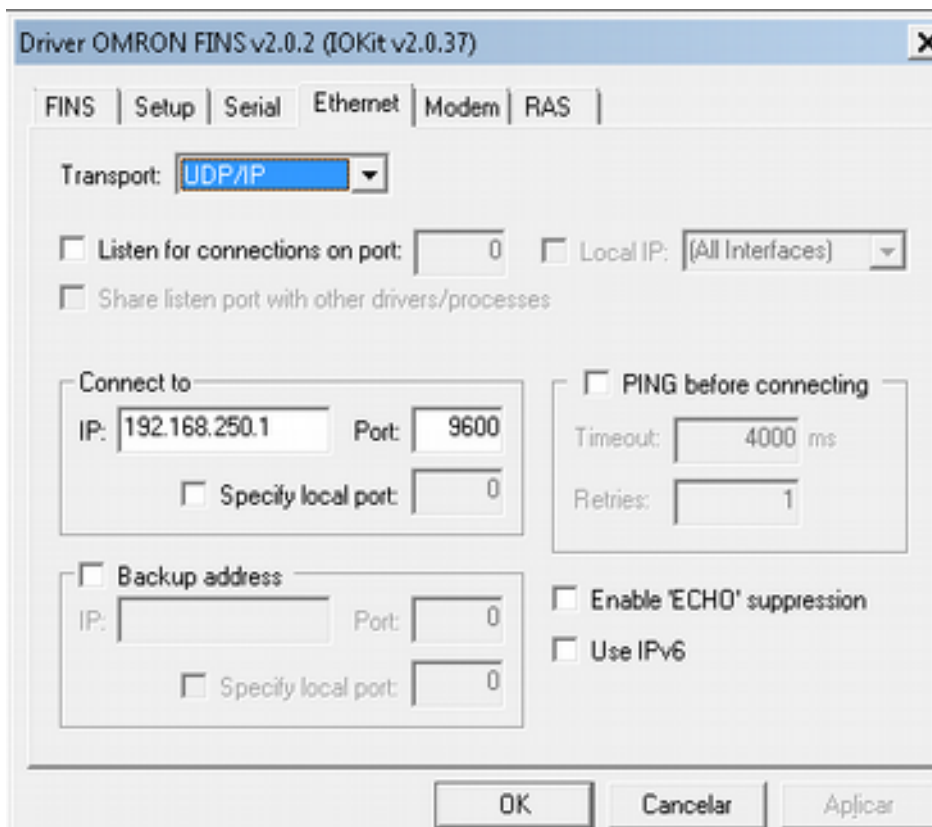 Driver OMRON FINS v2.0.2 (IOKit v2.0.37)
FINS Setup Serial Ethernet Modem RAS
Transport: UDP/IP
Listen for connections on port: 0 Local IP: (All Interfaces)
Share listen port with other drivers/processes
Connect to
IP: 192.168.250.1 Port: 9600
Specify local port: 0
PING before connecting
Timeout: 4000 ms
Retries: 1
Backup address
IP: Port: 0
Specify local port: 0
Enable 'ECHO' suppression
Use IPv6
OK Cancelar Aplicar